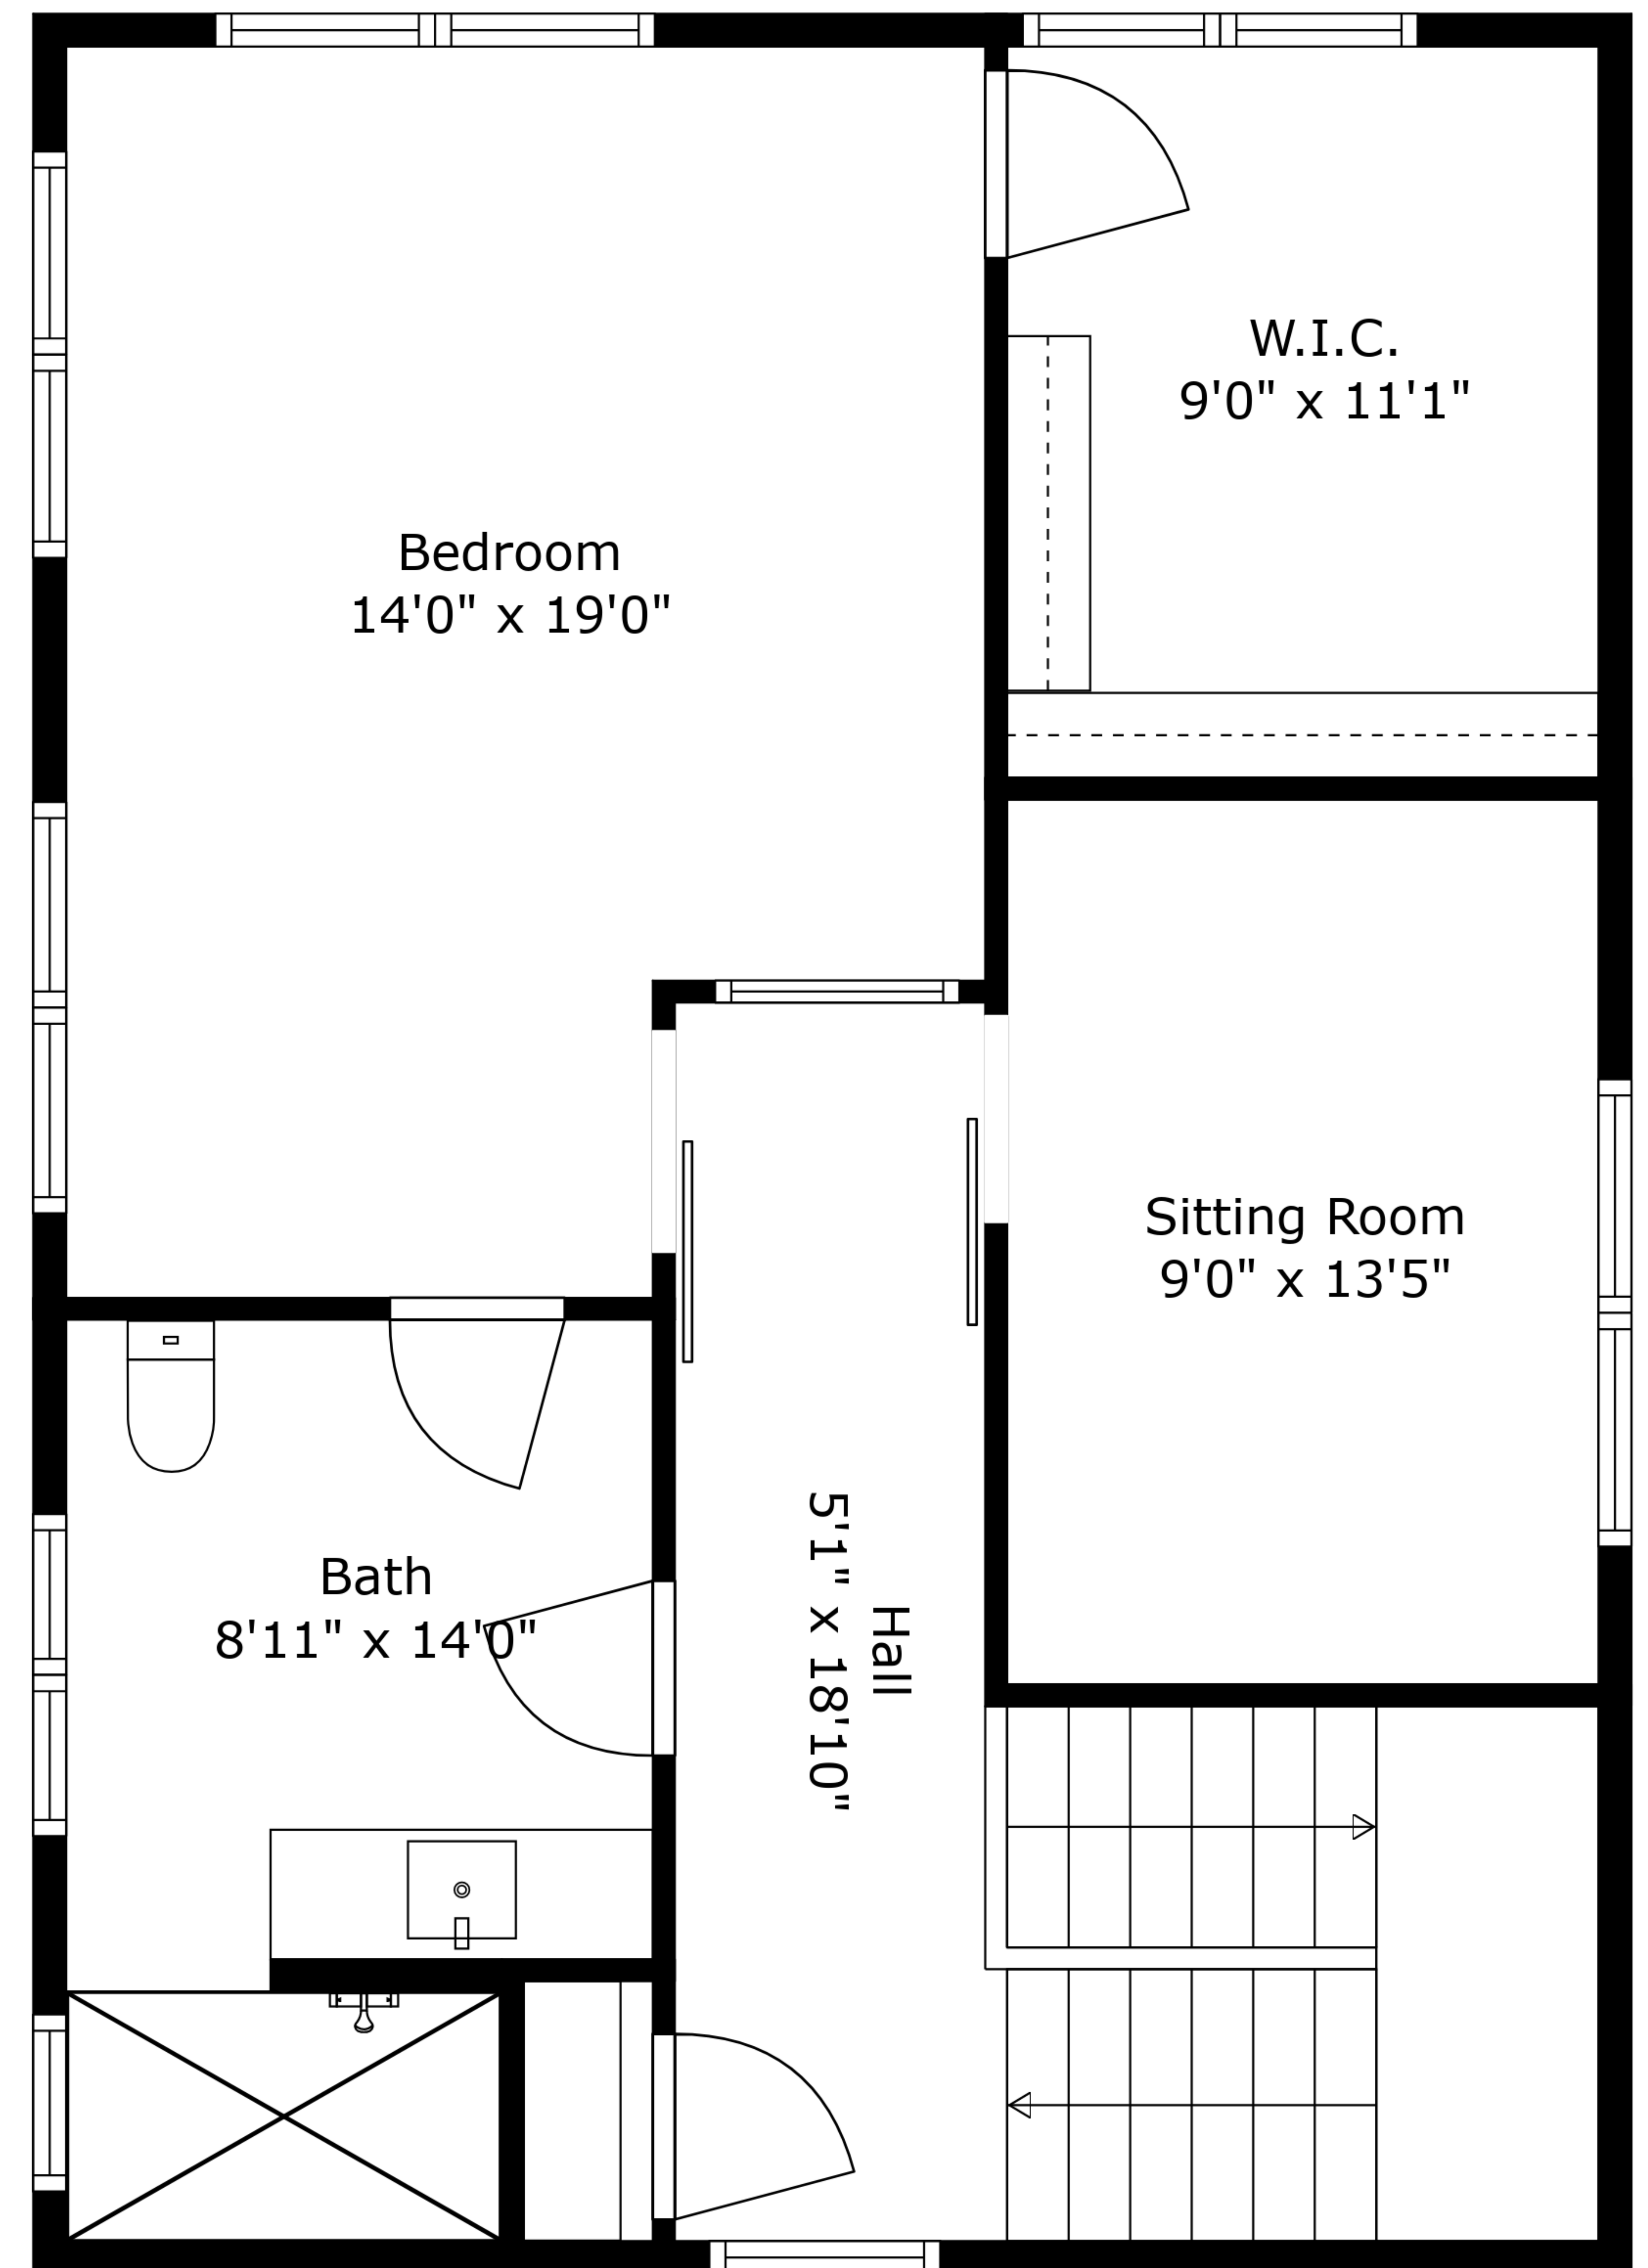 W.I.C.
9'0" x 11'1"
Bedroom
14'0" x 19'0"
Sitting Room
9'0" x 13'5"
Bath
8'11" x 14'0"
Hall
5'1" x 18'10"